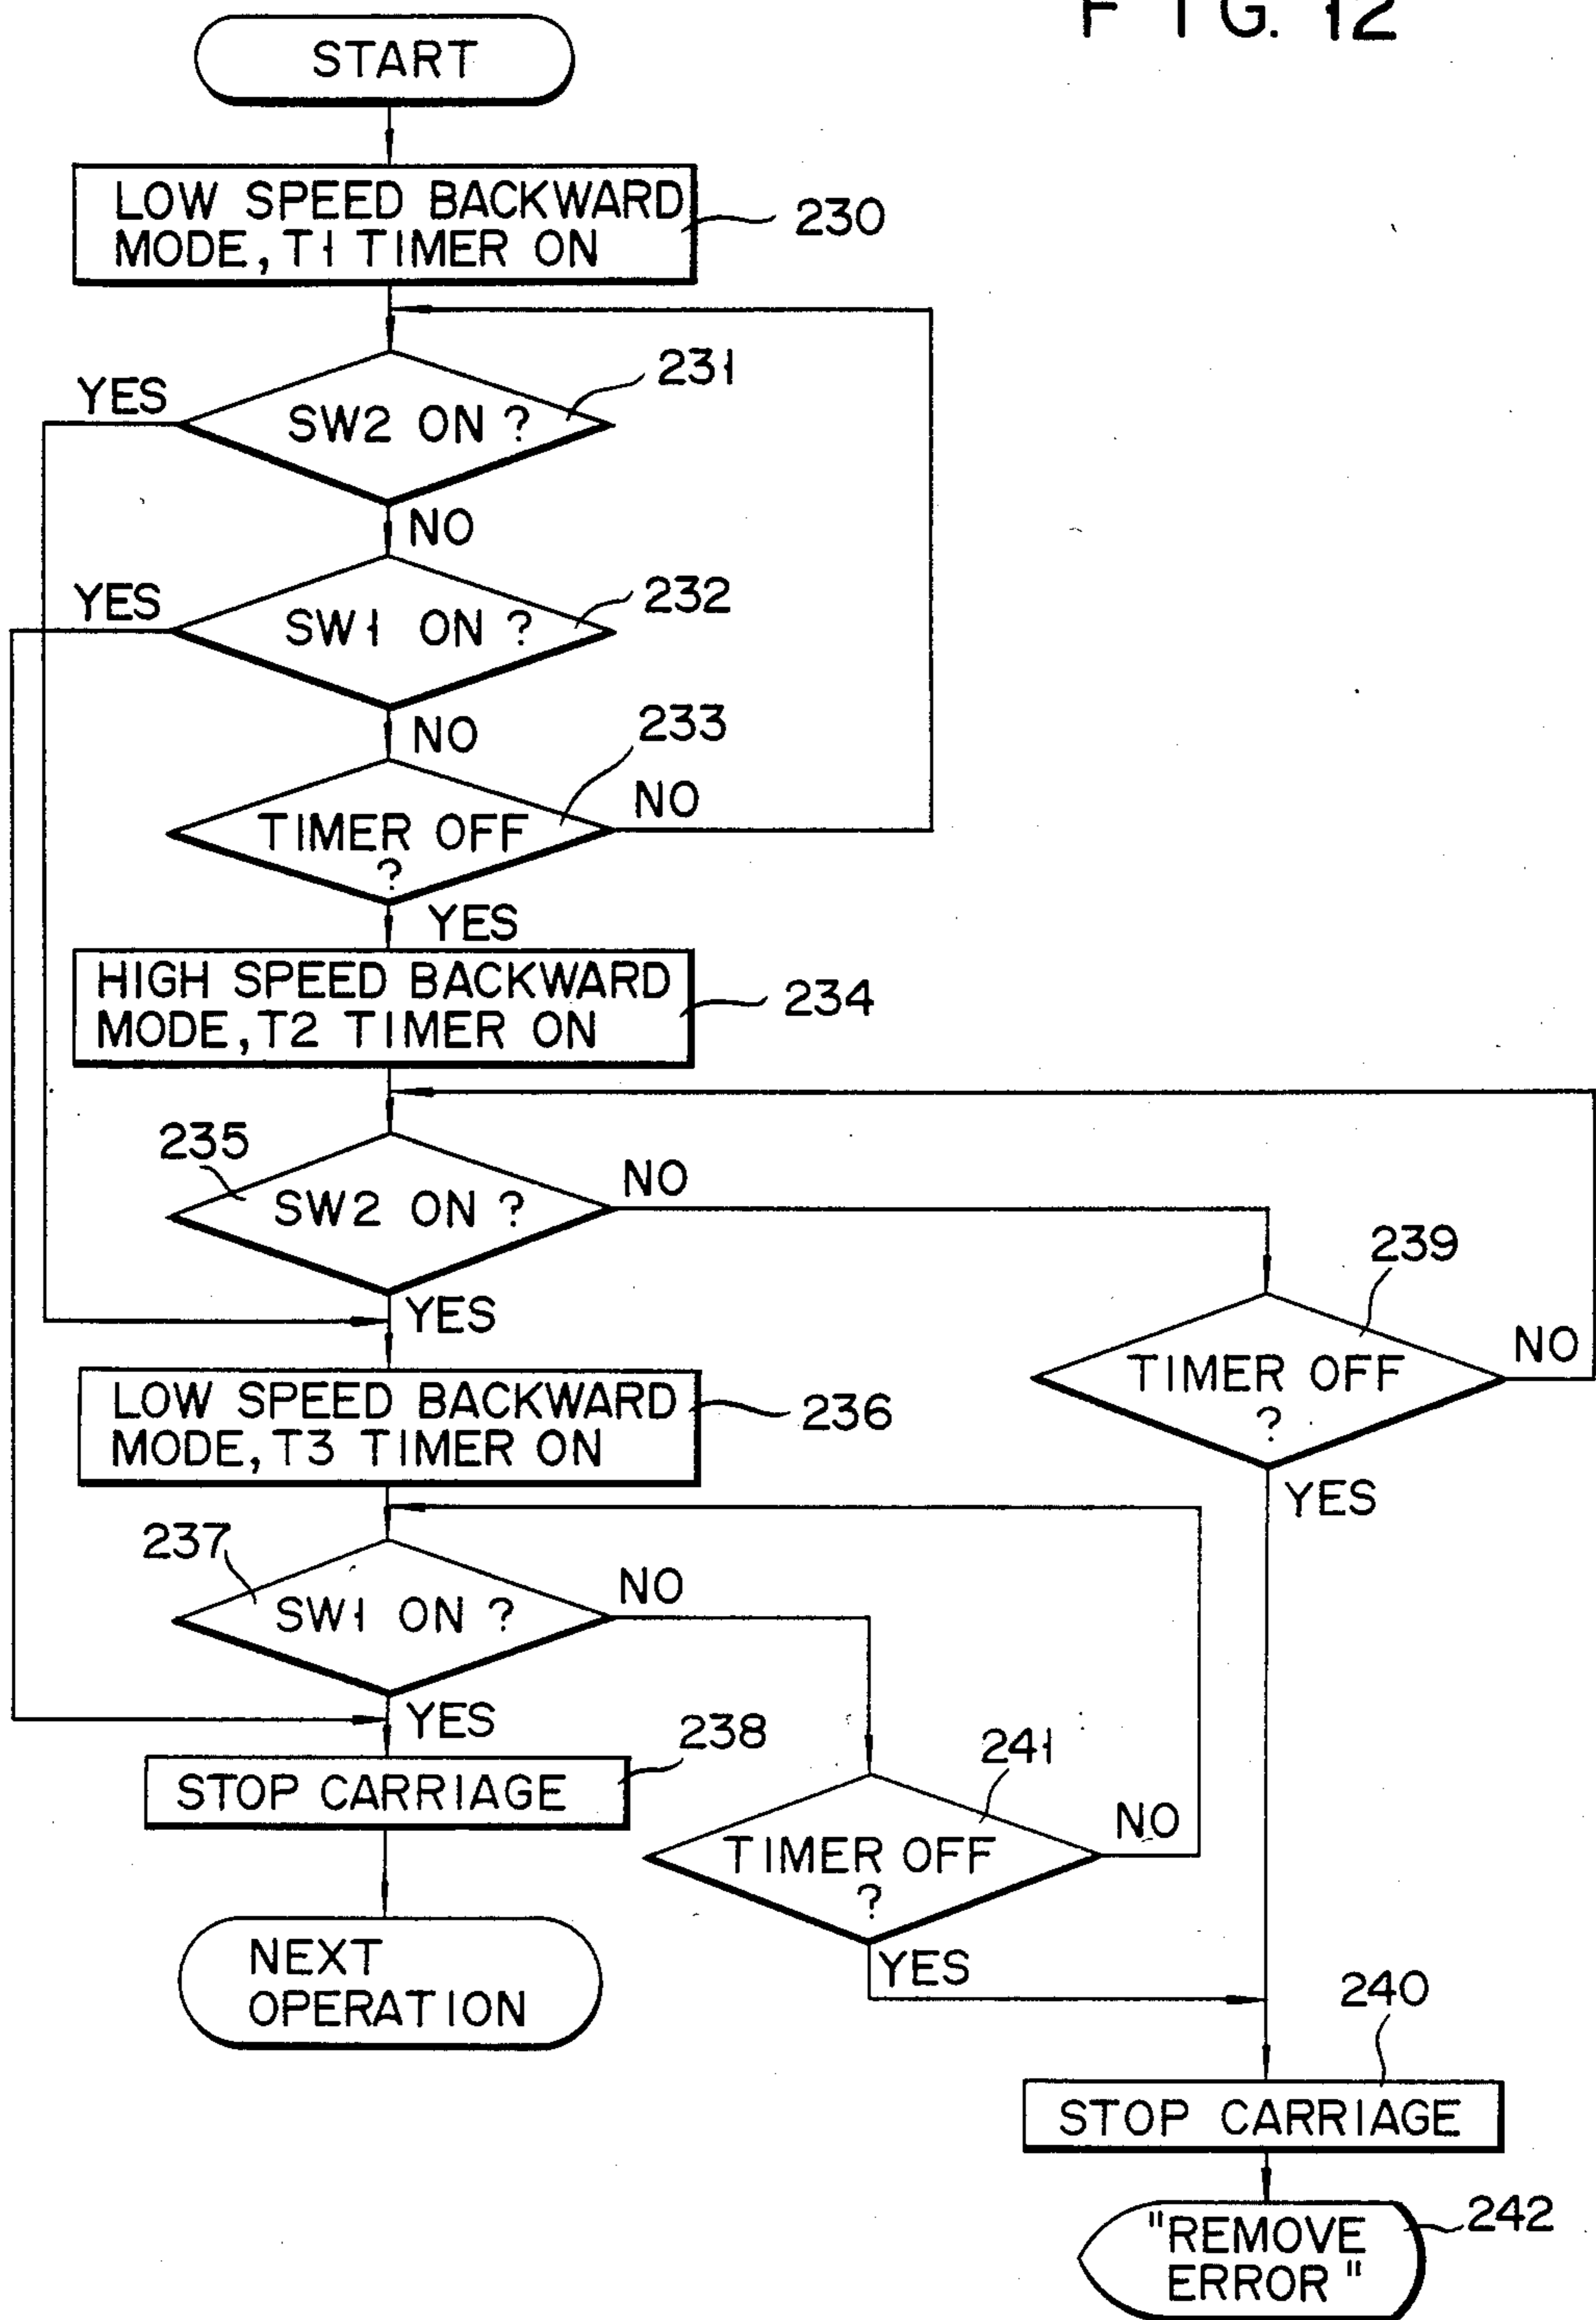 FIG. 12
START
LOW SPEED BACKWARD
MODE, T1 TIMER ON
230
231
YES
SW2 ON ?
NO
232
YES
SW1 ON ?
NO
233
NO
TIMER OFF
?
YES
HIGH SPEED BACKWARD
MODE, T2 TIMER ON
234
235
SW2 ON ?
NO
239
YES
TIMER OFF
?
NO
YES
LOW SPEED BACKWARD
MODE, T3 TIMER ON
236
237
SW1 ON ?
NO
YES
238
STOP CARRIAGE
241
TIMER OFF
?
NO
YES
NEXT
OPERATION
240
STOP CARRIAGE
242
"REMOVE
ERROR"